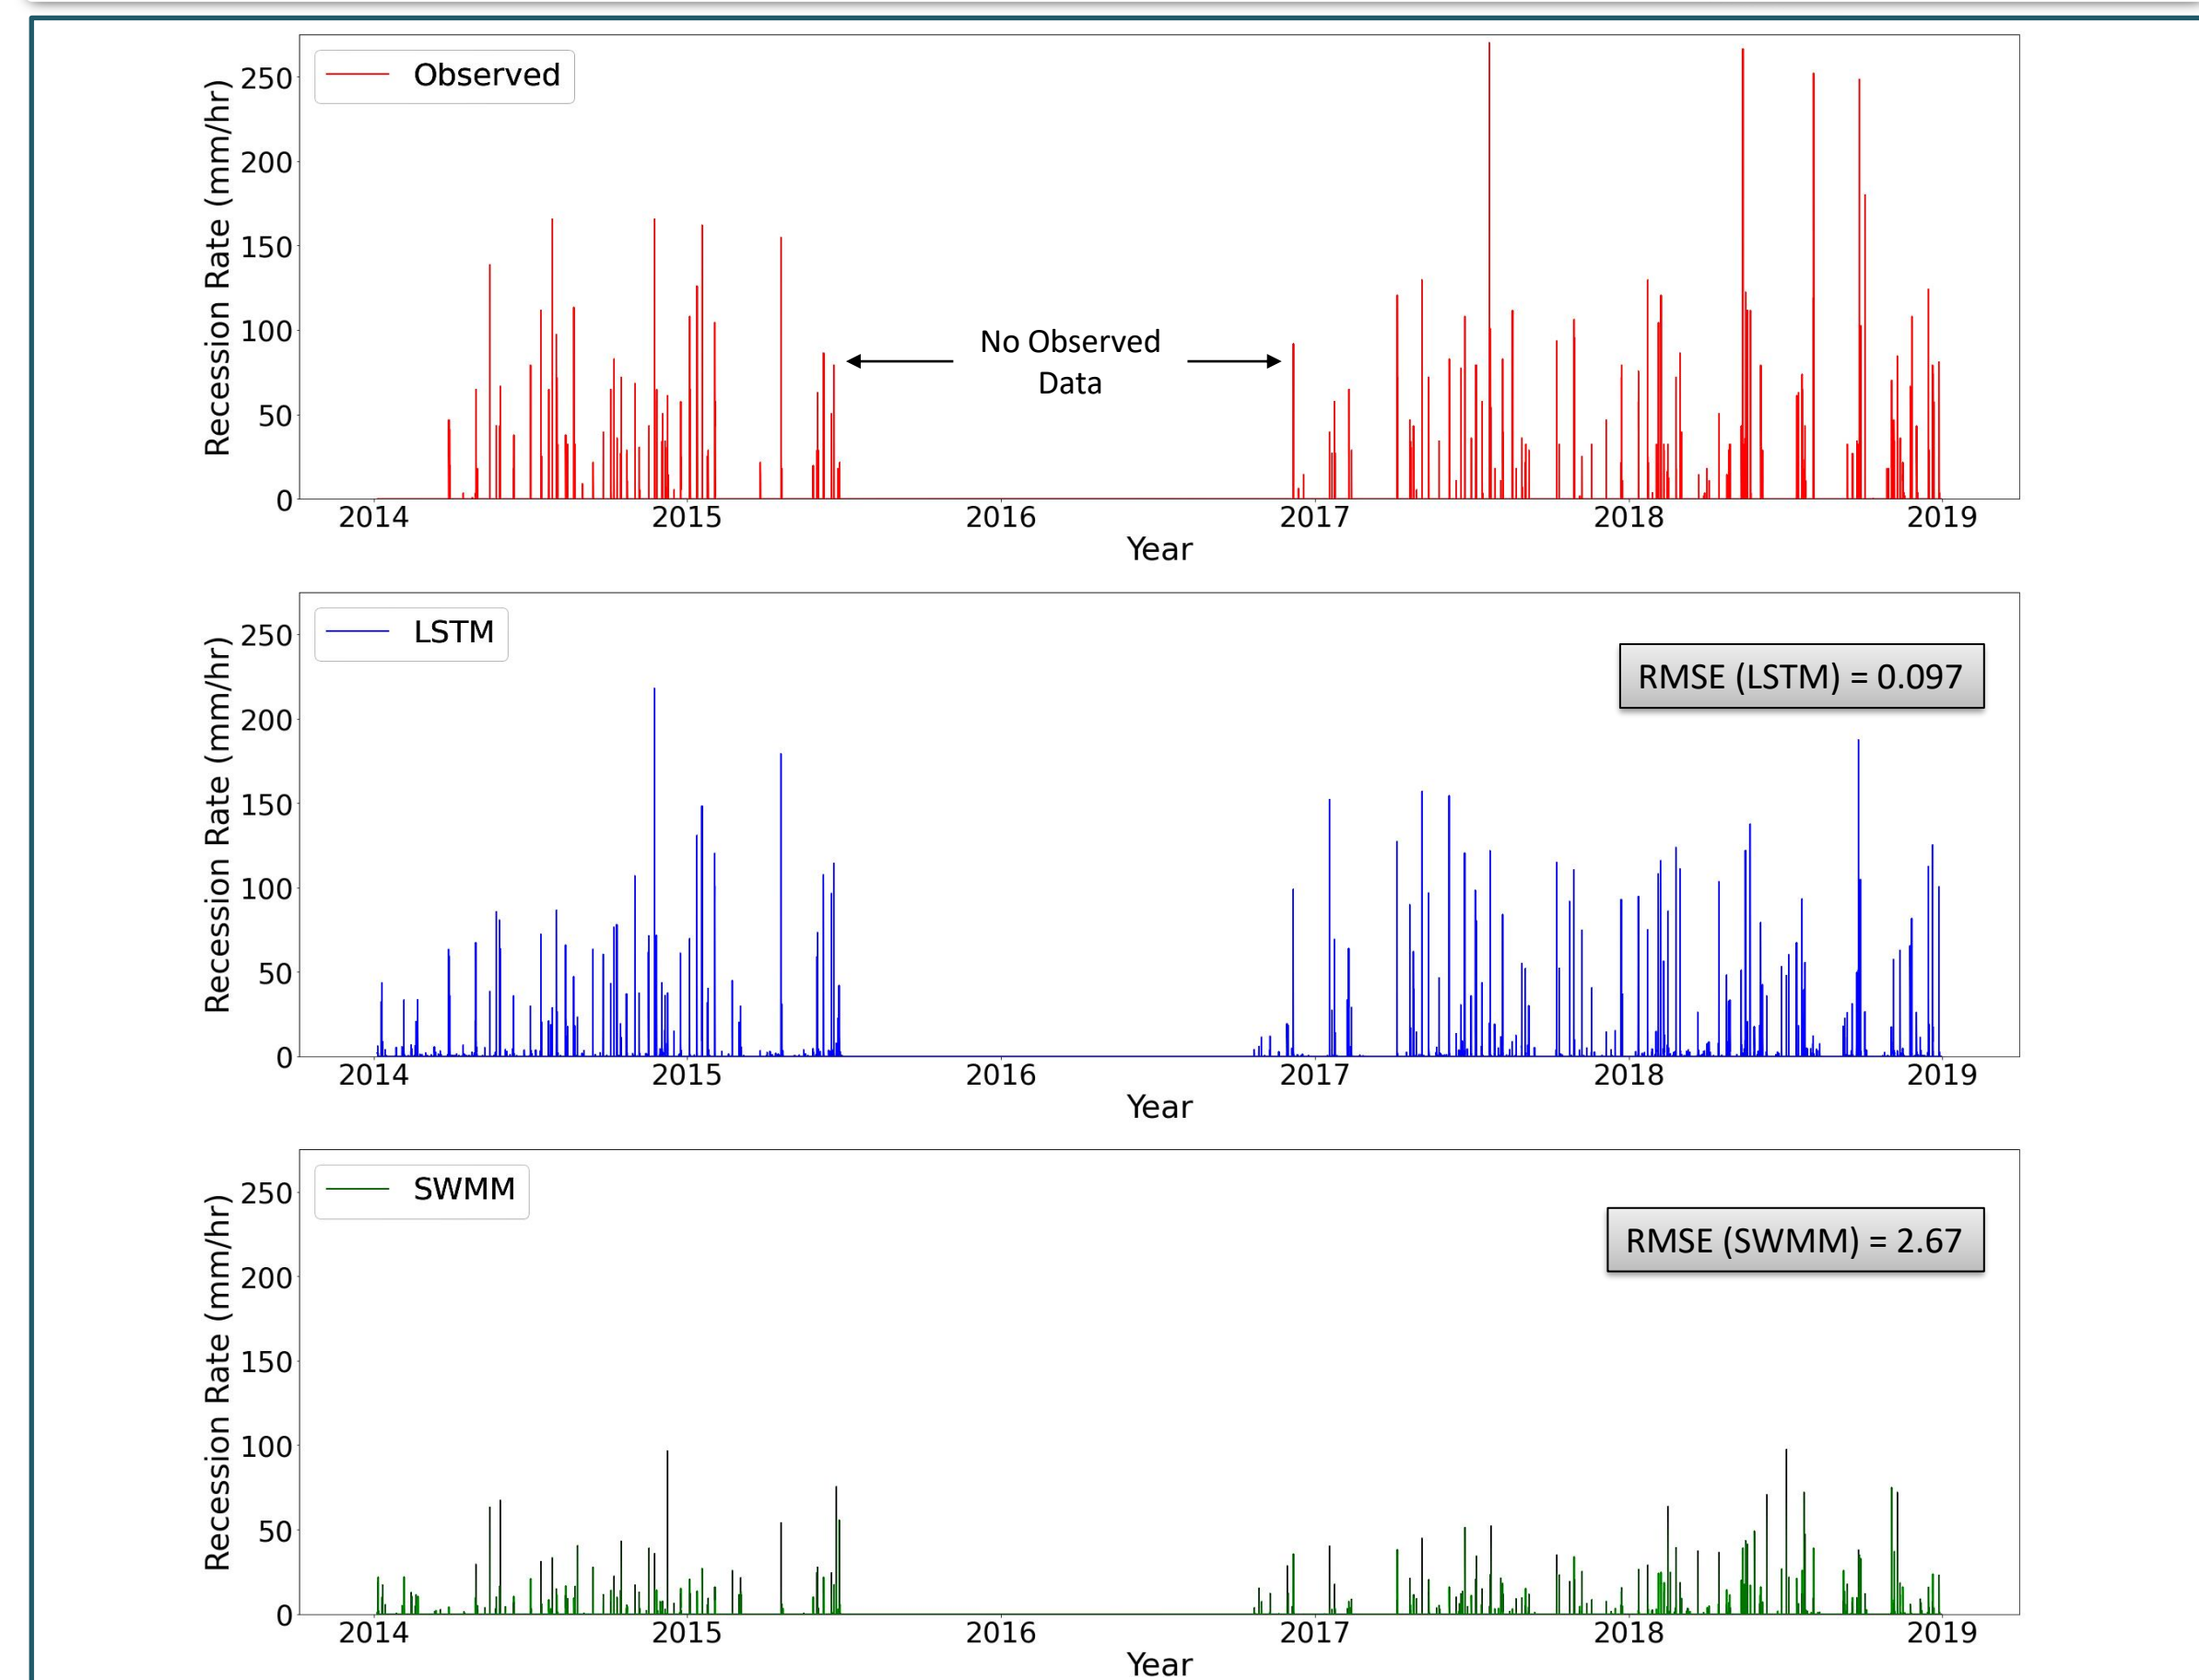 Observed
Recession Rate (mm/hr)
250
200
150
100
50
0
No Observed
Data
2014 2015 2016 2017 2018 2019
Year
LSTM
RMSE (LSTM) = 0.097
Recession Rate (mm/hr)
250
200
150
100
50
0
2014 2015 2016 2017 2018 2019
Year
SWMM
RMSE (SWMM) = 2.67
Recession Rate (mm/hr)
250
200
150
100
50
0
2014 2015 2016 2017 2018 2019
Year